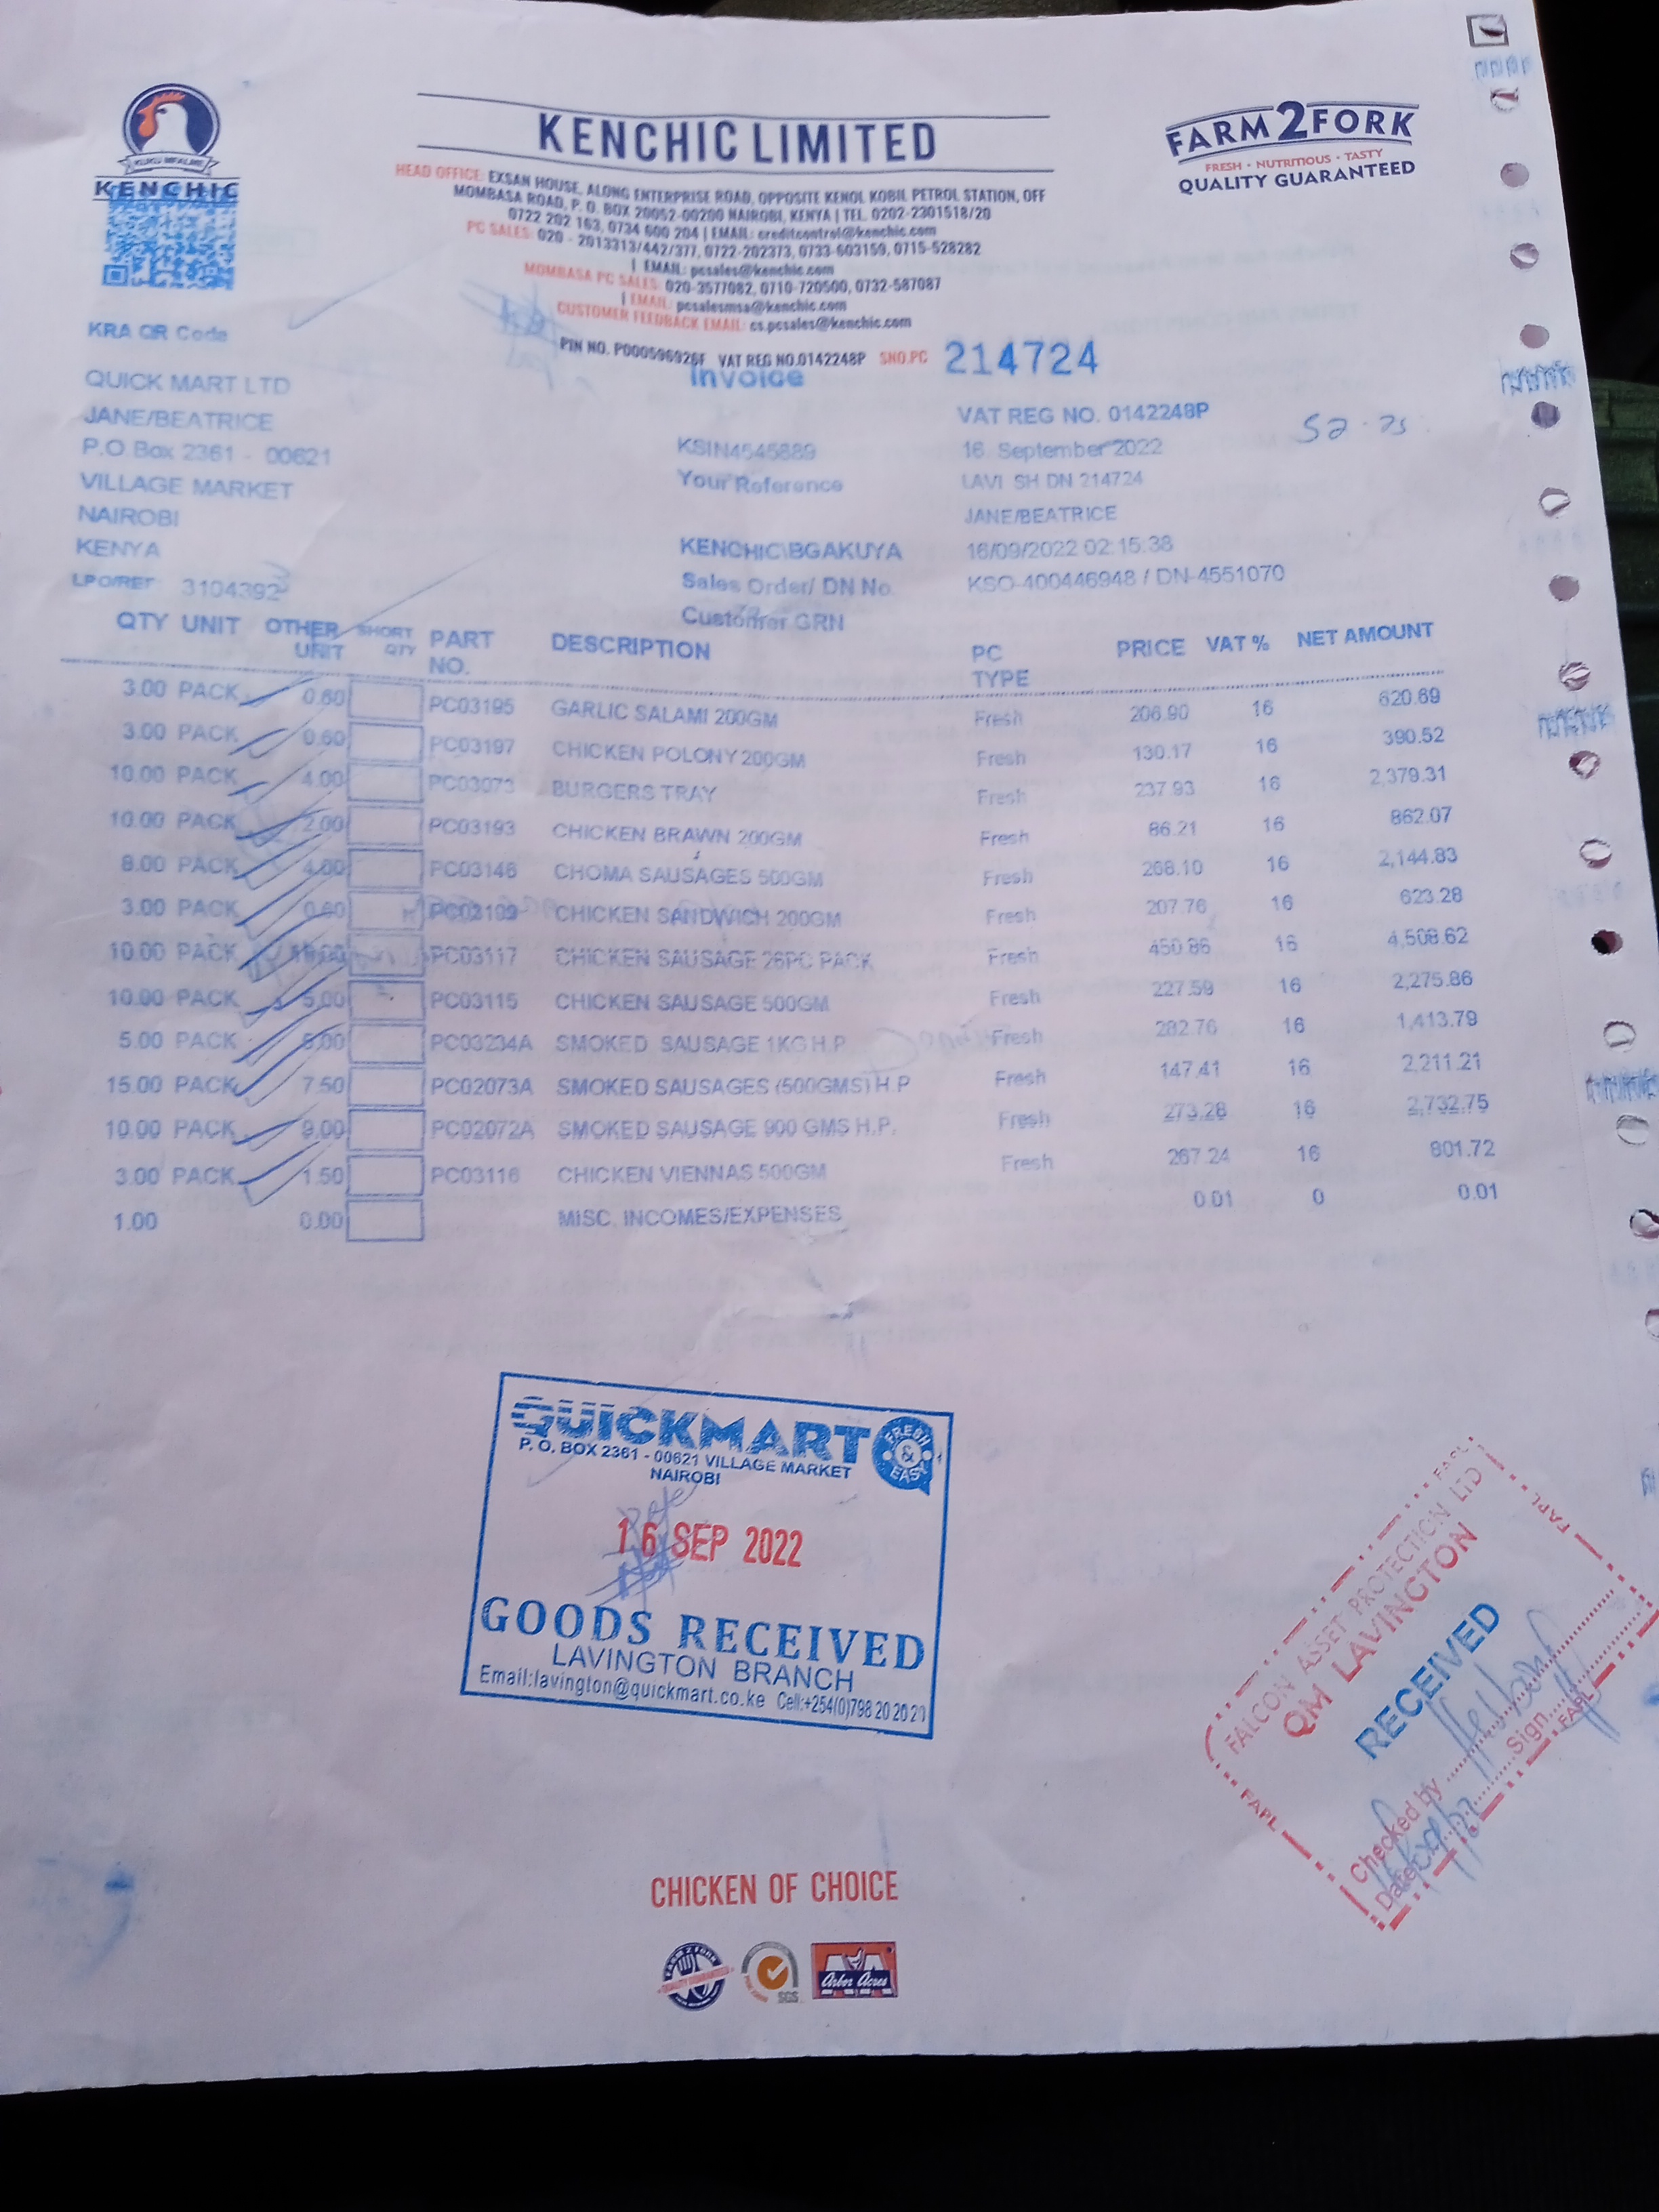 KENCHIC
KENCHIC LIMITED
FARM2FORK
FRESH • NUTRITIOUS • TASTY
QUALITY GUARANTEED
HEAD OFFICE: EXSAN HOUSE, ALONG ENTERPRISE ROAD, OPPOSITE KENOL KOBIL PETROL STATION, OFF
MOMBASA ROAD, P. O. BOX 20052-00200 NAIROBI, KENYA | TEL. 0202-2301518/20
0722 202 163, 0734 600 204 | EMAIL: creditcontrol@kenchic.com
PC SALES: 020 - 2013313/442/377, 0722-202373, 0733-603159, 0715-528282
| EMAIL: pcsales@kenchic.com
MOMBASA PC SALES: 020-3577082, 0710-720500, 0732-587087
| EMAIL: pcsalesmsa@kenchic.com
CUSTOMER FEEDBACK EMAIL: cs.pcsales@kenchic.com
PIN NO. P000596926F VAT REG NO.0142248P SNO.PC 214724
KRA QR Code
Invoice
QUICK MART LTD
JANE/BEATRICE
P.O Box 2361 - 00621
VILLAGE MARKET
NAIROBI
KENYA
LPO/REF: 3104392
VAT REG NO. 0142248P
KSIN4545889 16 September 2022
Your Reference LAVI SH DN 214724
JANE/BEATRICE
KENCHIC\BGAKUYA 16/09/2022 02:15:38
Sales Order/ DN No KSO-400446948 / DN-4551070
Customer GRN
QTY UNIT OTHER UNIT SHORT QTY PART NO. DESCRIPTION PC TYPE PRICE VAT % NET AMOUNT
3.00 PACK 0.60 PC03195 GARLIC SALAMI 200GM Fresh 206.90 16 620.69
3.00 PACK 0.60 PC03197 CHICKEN POLONY 200GM Fresh 130.17 16 390.52
10.00 PACK 4.00 PC03073 BURGERS TRAY Fresh 237.93 16 2,379.31
10.00 PACK 2.00 PC03193 CHICKEN BRAWN 200GM Fresh 86.21 16 862.07
8.00 PACK 4.00 PC03146 CHOMA SAUSAGES 500GM Fresh 268.10 16 2,144.83
3.00 PACK 0.60 CHICKEN SANDWICH 200GM Fresh 207.76 16 623.28
10.00 PACK PC03117 CHICKEN SAUSAGE 26PC PACK Fresh 450.86 16 4,508.62
10.00 PACK 5.00 PC03115 CHICKEN SAUSAGE 500GM Fresh 227.59 16 2,275.86
5.00 PACK 5.00 PC03234A SMOKED SAUSAGE 1KG H.P Fresh 282.76 16 1,413.79
15.00 PACK 7.50 PC02073A SMOKED SAUSAGES (500GMS) H.P Fresh 147.41 16 2,211.21
10.00 PACK 9.00 PC02072A SMOKED SAUSAGE 900 GMS H.P. Fresh 273.28 16 2,732.75
3.00 PACK 1.50 PC03116 CHICKEN VIENNAS 500GM Fresh 267.24 16 801.72
1.00 0.00 MISC. INCOMES/EXPENSES 0.01 0 0.01
QUICKMART
FRESH & EASY
P. O. BOX 2361 - 00621 VILLAGE MARKET
NAIROBI
16 SEP 2022
GOODS RECEIVED
LAVINGTON BRANCH
Email:lavington@quickmart.co.ke Cell:+254(0)798 20 20 20
FALCON ASSET PROTECTION LTD
QM LAVINGTON
RECEIVED
Checked by
Sign
Date
FAPL
FAPL
FAPL
FAPL
CHICKEN OF CHOICE
FARM 2 FORK
SGS
Arbor Acres